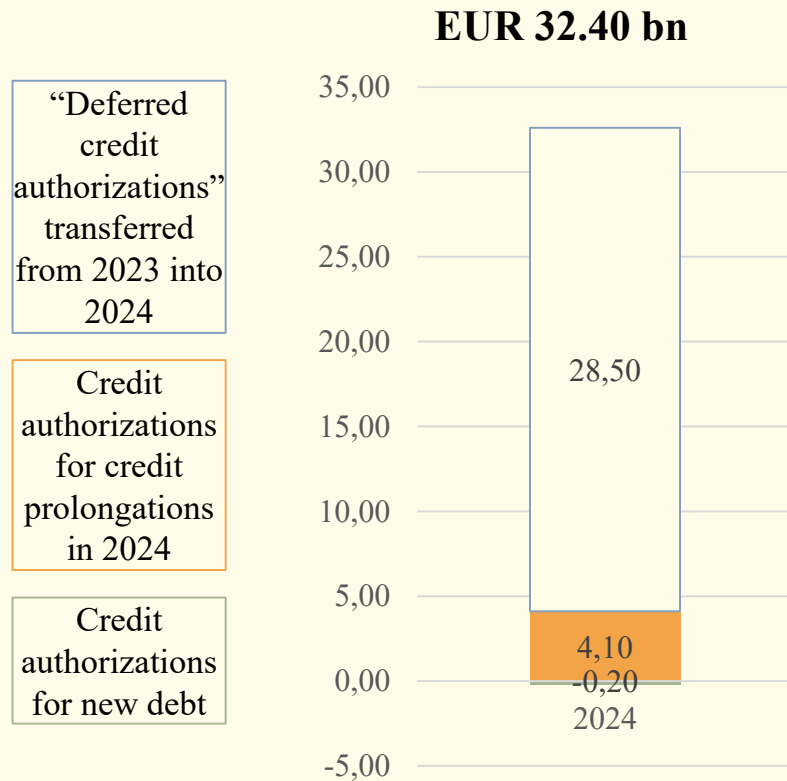 EUR 32.40 bn
“Deferred
credit
authorizations”
transferred
from 2023 into
2024
Credit
authorizations
for credit
prolongations
in 2024
Credit
authorizations
for new debt
35,00
30,00
25,00
20,00
15,00
10,00
5,00
0,00
-5,00
28,50
4,10
-0,20
2024